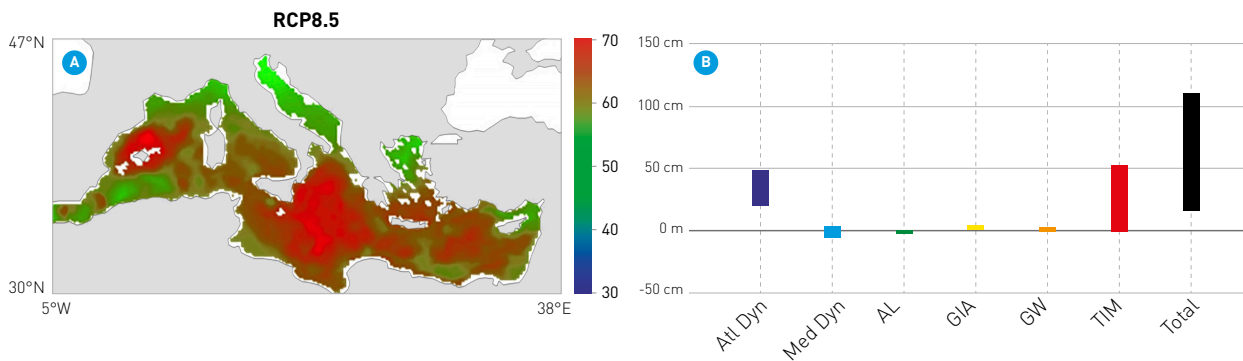 RCP8.5
47°N
A
30°N
5°W
38°E
70
60
50
40
30
B
150 cm
100 cm
50 cm
0 m
-50 cm
Atl Dyn
Med Dyn
AL
GIA
GW
TIM
Total